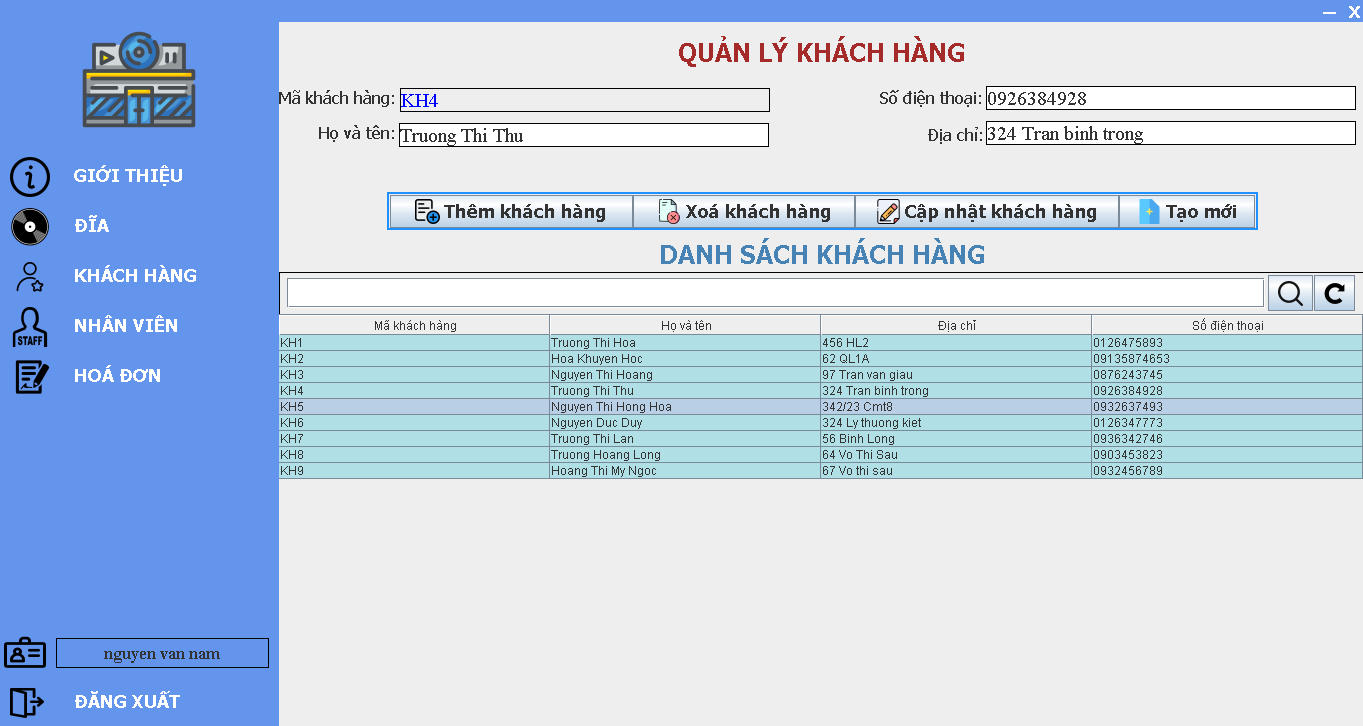 X
QUẢN LÝ KHÁCH HÀNG
Mã khách hàng: KH4 Số điện thoại: 0926384928
Họ và tên: Truong Thi Thu Địa chỉ: 324 Tran binh trong
GIỚI THIỆU
ĐĨA
KHÁCH HÀNG
STAFF NHÂN VIÊN
HOÁ ĐƠN
Thêm khách hàng Xoá khách hàng Cập nhật khách hàng Tạo mới
DANH SÁCH KHÁCH HÀNG
Mã khách hàng Họ và tên Địa chỉ Số điện thoại
KH1 Truong Thi Hoa 456 HL2 0126475893
KH2 Hoa Khuyen Hoc 62 QL1A 09135874653
KH3 Nguyen Thi Hoang 97 Tran van giau 0876243745
KH4 Truong Thi Thu 324 Tran binh trong 0926384928
KH5 Nguyen Thi Hong Hoa 342/23 Cmt8 0932637493
KH6 Nguyen Duc Duy 324 Ly thuong kiet 0126347773
KH7 Truong Thi Lan 56 Binh Long 0936342746
KH8 Truong Hoang Long 64 Vo Thi Sau 0903453823
KH9 Hoang Thi My Ngoc 67 Vo thi sau 0932456789
nguyen van nam
ĐĂNG XUẤT